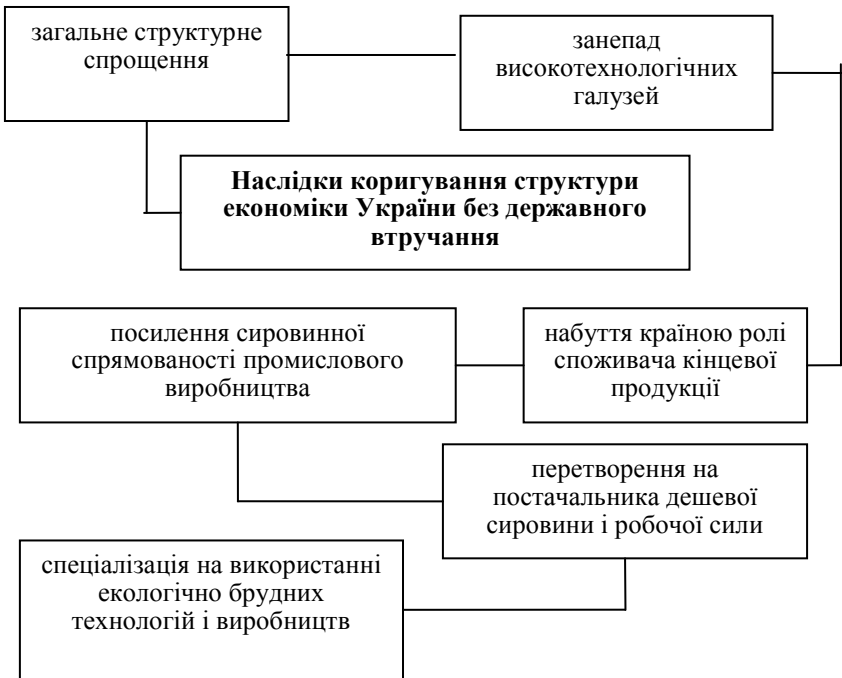 загальне структурне
спрощення
занепад
високотехнологічних
галузей
Наслідки коригування структури
економіки України без державного
втручання
посилення сировинної
спрямованості промислового
виробництва
набуття країною ролі
споживача кінцевої
продукції
перетворення на
постачальника дешевої
сировини і робочої сили
спеціалізація на використанні
екологічно брудних
технологій і виробництв